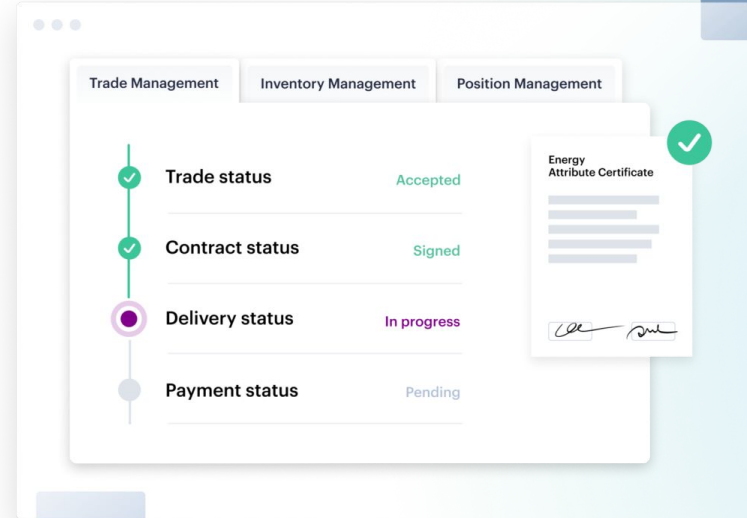 Trade Management
Inventory Management
Position Management
Trade status
Accepted
Contract status
Signed
Delivery status
In progress
Payment status
Pending
Energy
Attribute Certificate